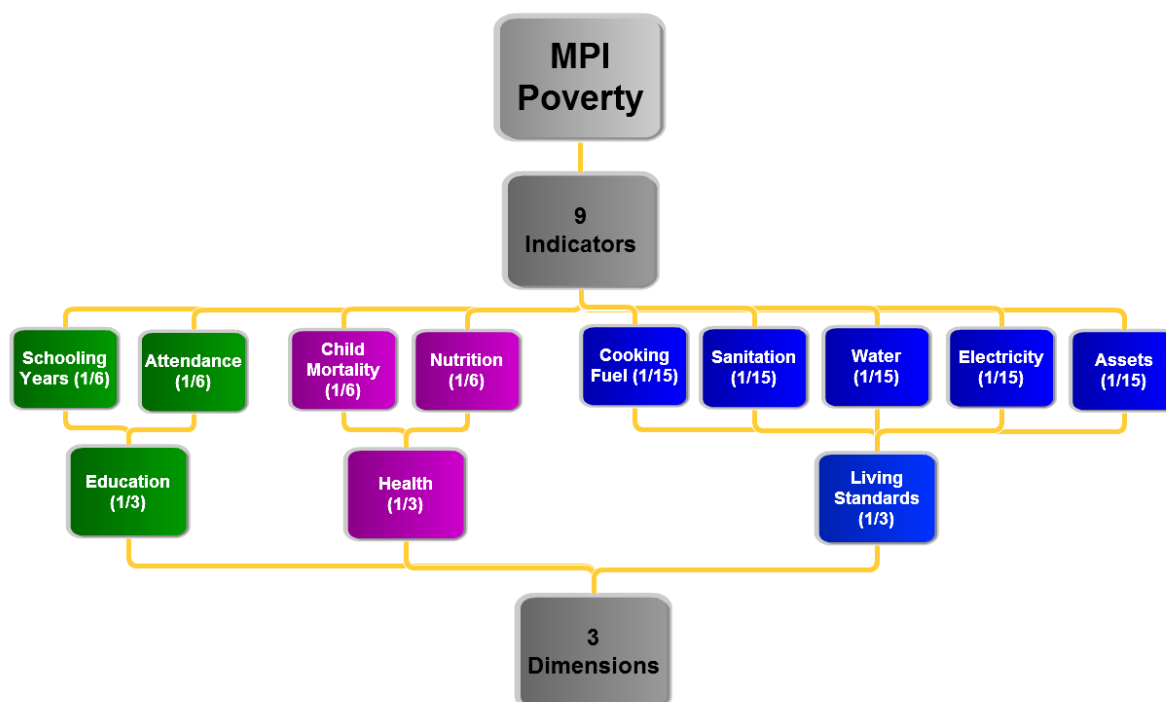 MPI
Poverty
9
Indicators
Schooling
Years (1/6)
Attendance
(1/6)
Child
Mortality
(1/6)
Nutrition
(1/6)
Cooking
Fuel (1/15)
Sanitation
(1/15)
Water
(1/15)
Electricity
(1/15)
Assets
(1/15)
Education
(1/3)
Health
(1/3)
Living
Standards
(1/3)
3
Dimensions